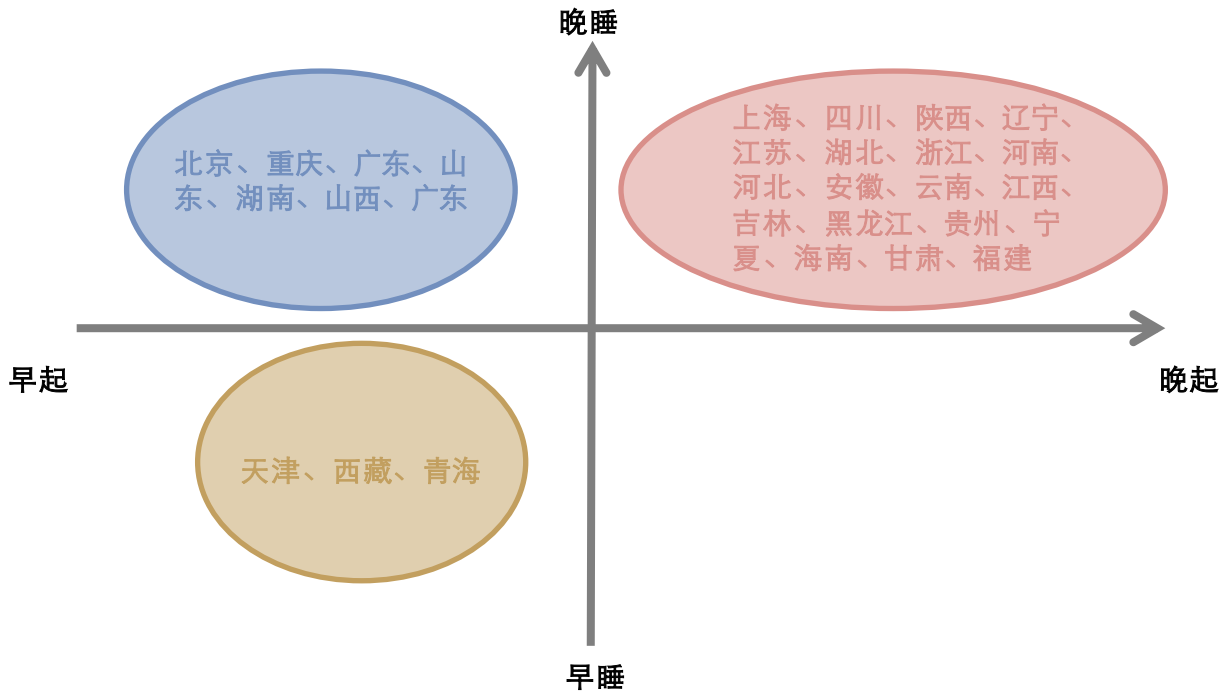 晚睡
北京、重庆、广东、山
东、湖南、山西、广东
上海、四川、陕西、辽宁、
江苏、湖北、浙江、河南、
河北、安徽、云南、江西、
吉林、黑龙江、贵州、宁
夏、海南、甘肃、福建
早起
晚起
天津、西藏、青海
早睡